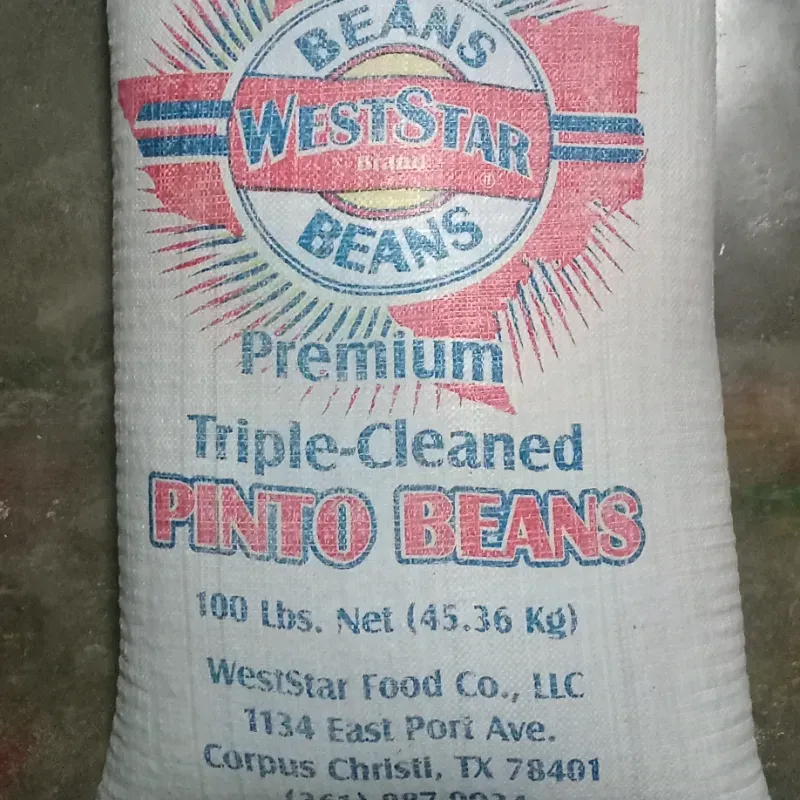 BEANS
WESTSTAR
Brand
®
BEANS
Premium
Triple-Cleaned
PINTO BEANS
100 Lbs. Net (45.36 Kg)
WestStar Food Co., LLC
1134 East Port Ave.
Corpus Christi, TX 78401